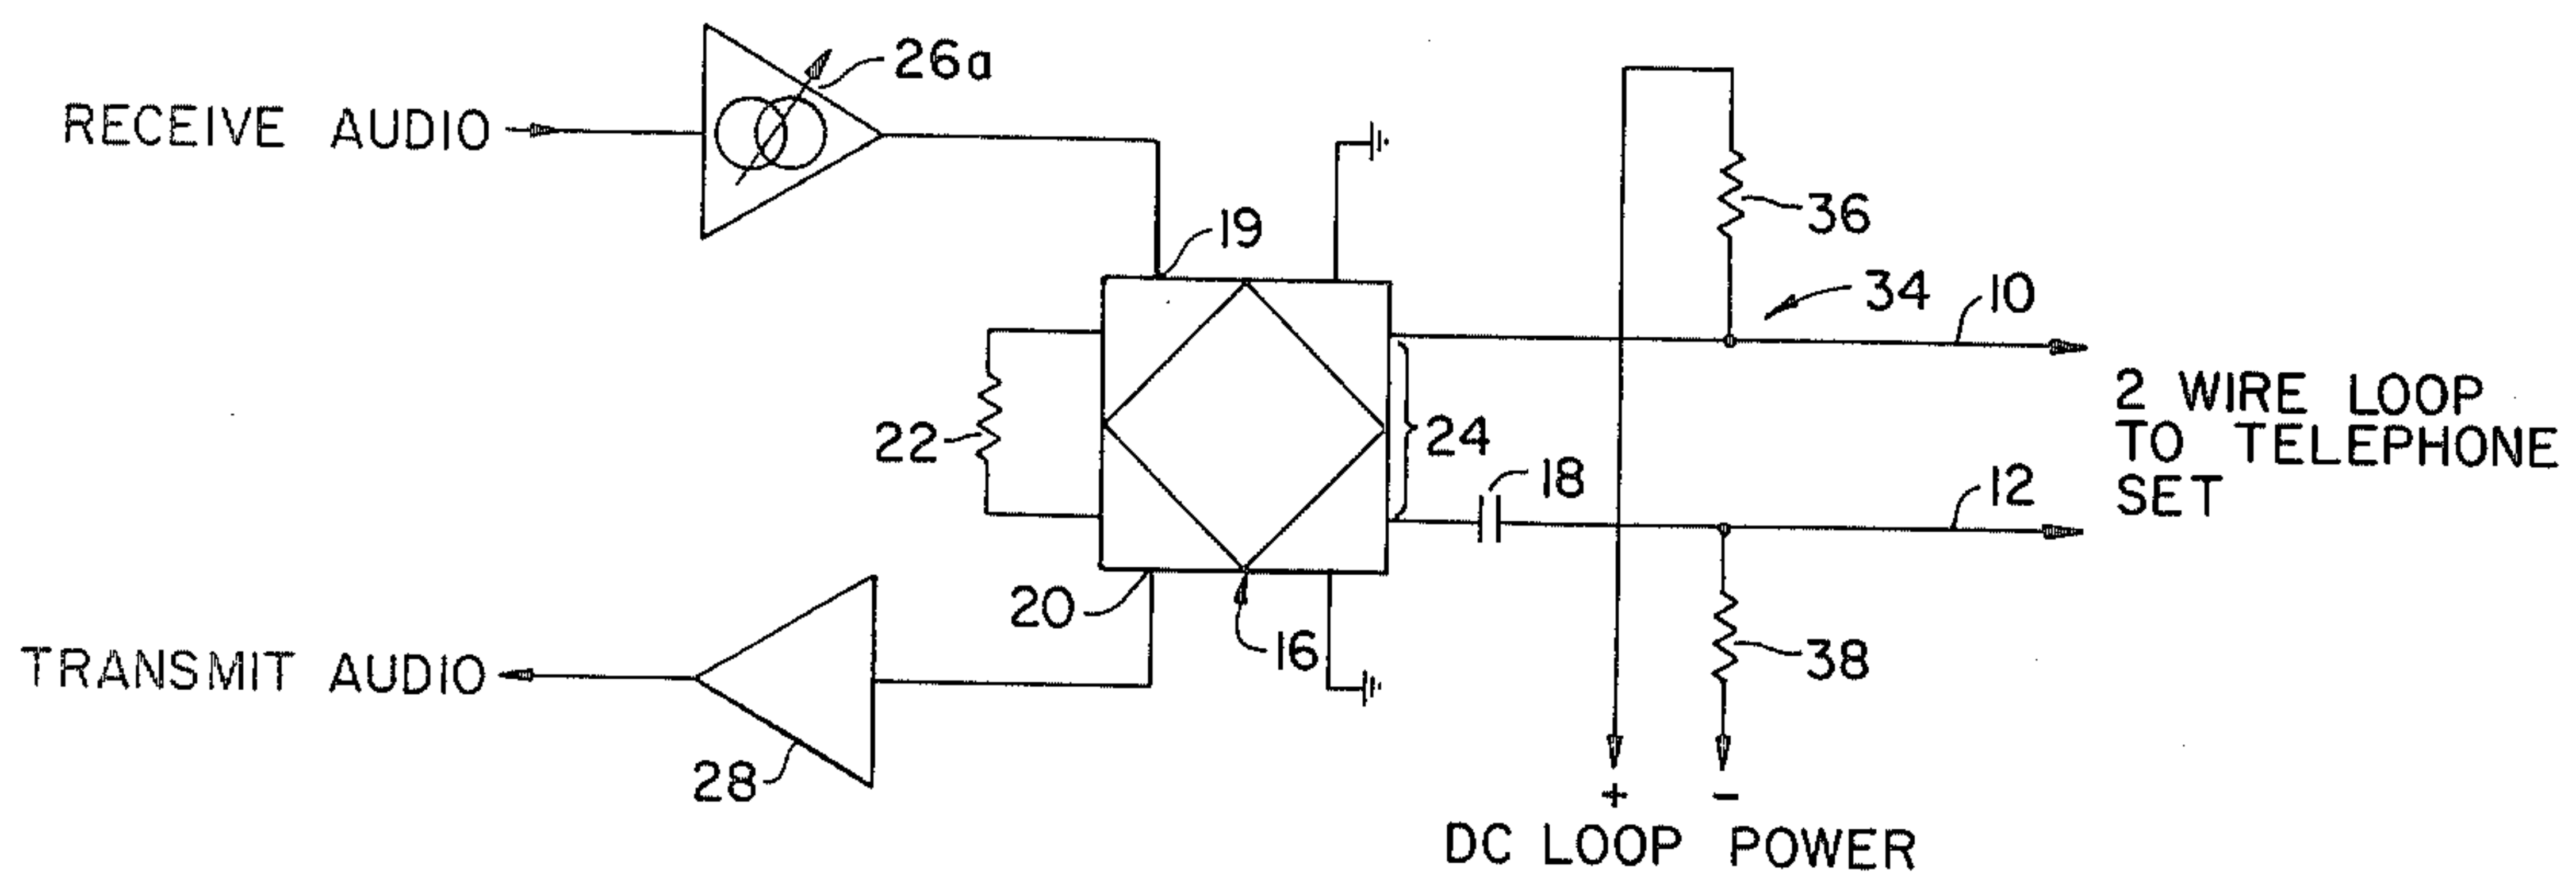 RECEIVE AUDIO
26a
19
36
34
10
2 WIRE LOOP
TO TELEPHONE
SET
22
24
18
12
20
16
38
TRANSMIT AUDIO
28
+ −
DC LOOP POWER